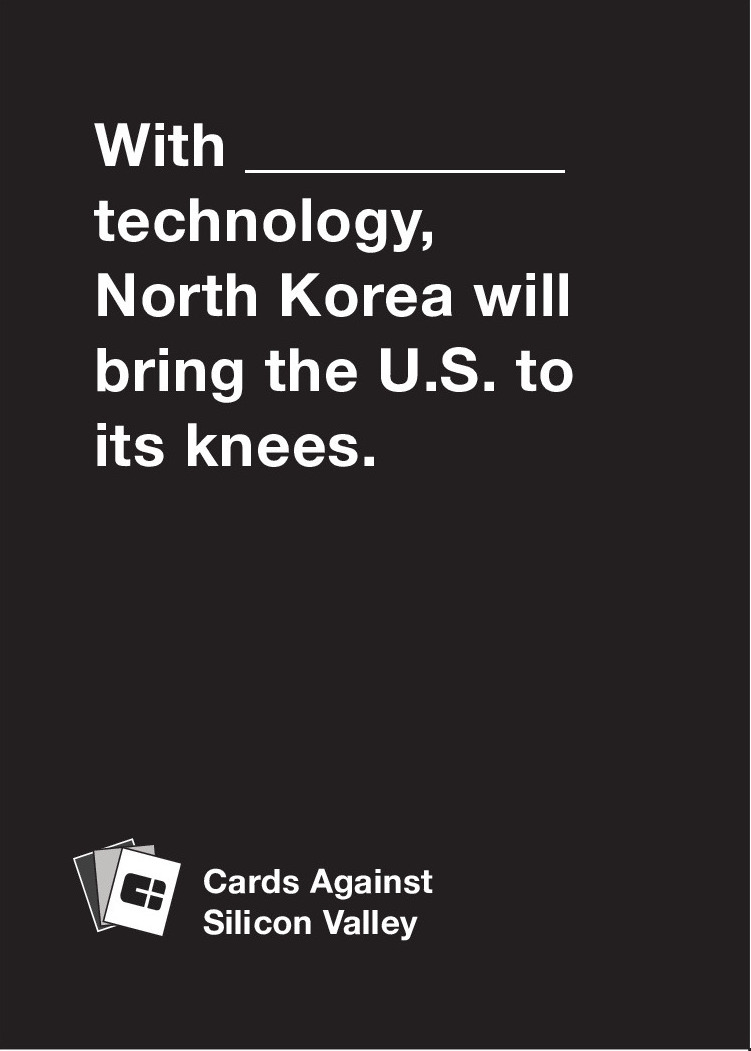 With __________
technology,
North Korea will
bring the U.S. to
its knees.
Cards Against
Silicon Valley